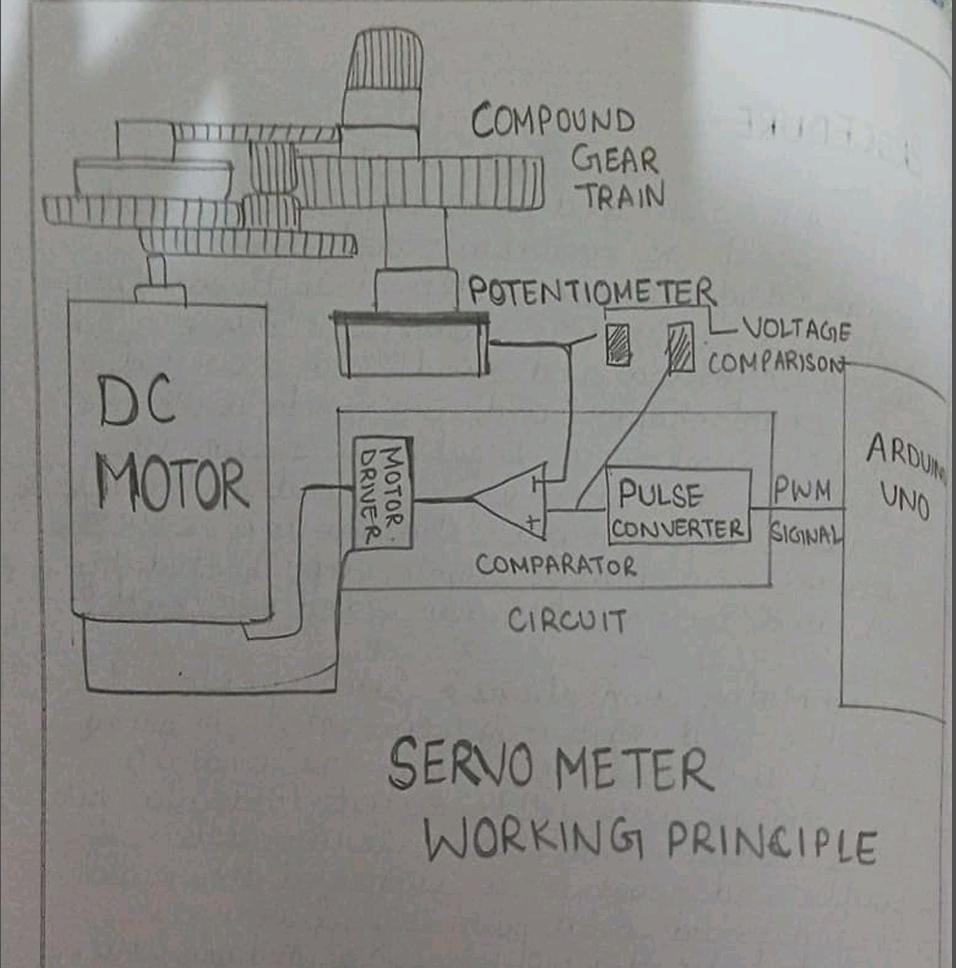 COMPOUND
GEAR
TRAIN
POTENTIOMETER
VOLTAGE
COMPARISON
DC
MOTOR
MOTOR
DRIVER
-
+
PULSE
CONVERTER
PWM
SIGNAL
ARDUIN
UNO
COMPARATOR
CIRCUIT
SERVO METER
WORKING PRINCIPLE